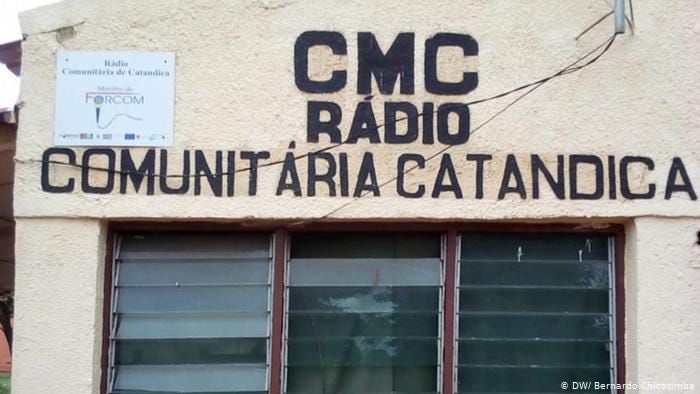 CMC
RÁDIO
COMUNITÁRIA CATANDICA
Rádio
Comunitária de Catandica
Membro do
FORCOM
© DW/ Bernardo Chicotimba